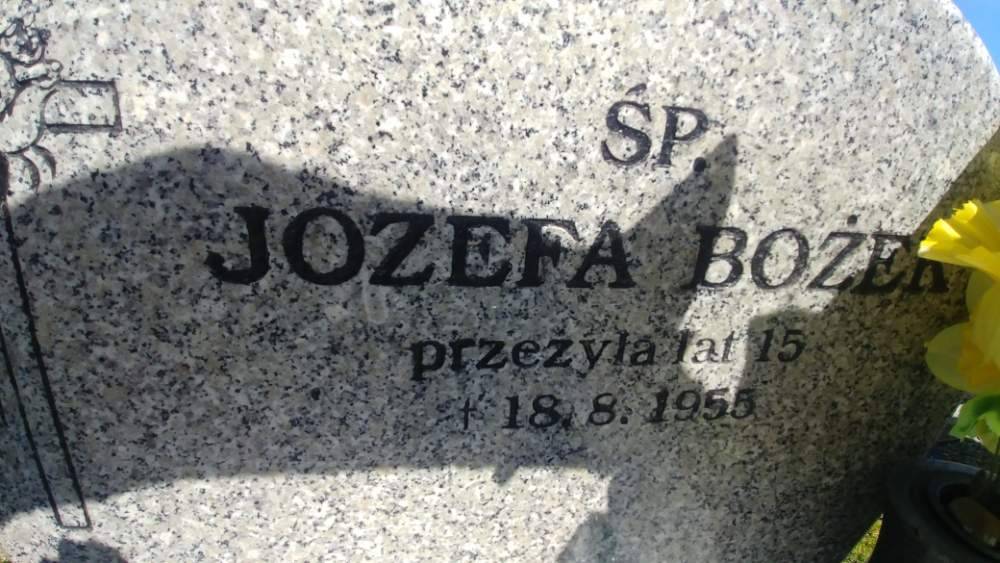 ŚP.
JOZEFA BOŻEK
przezyła lat 15
† 18. 8. 1955